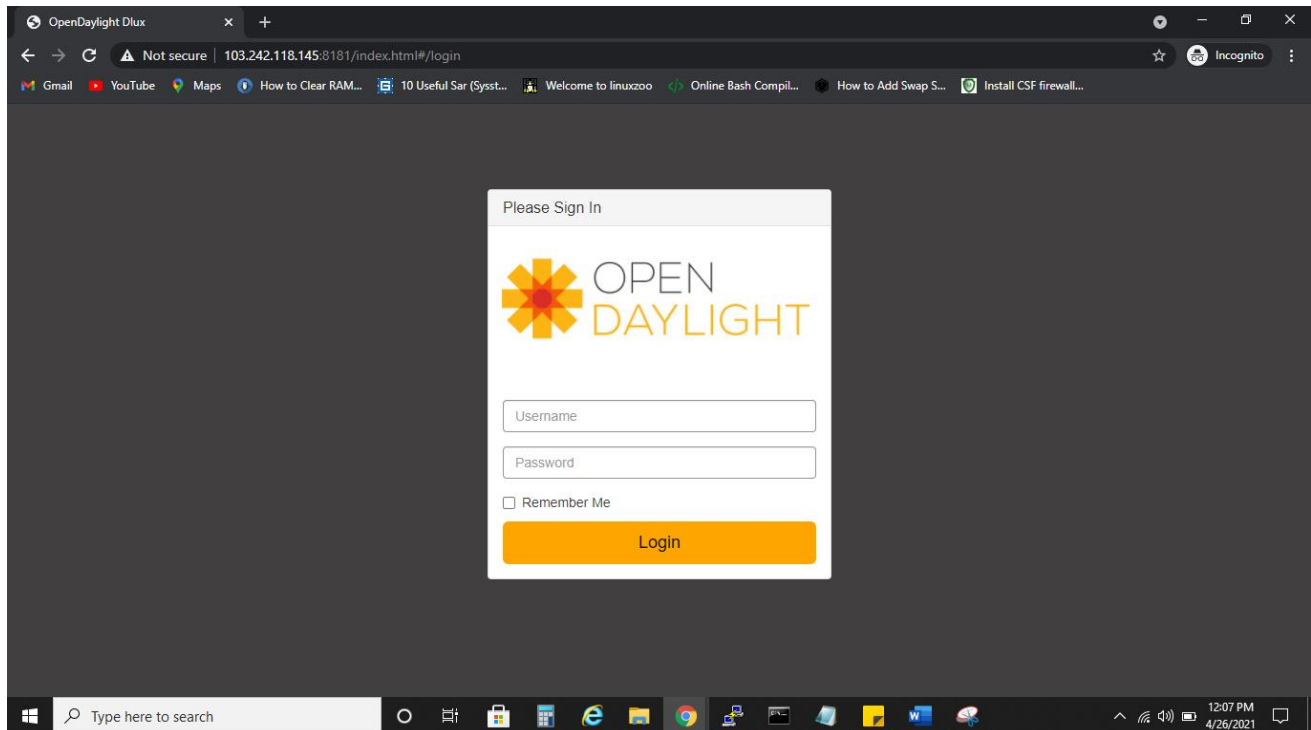 OpenDaylight Dlux
Not secure | 103.242.118.145:8181/index.html#/login
Incognito
Gmail YouTube Maps How to Clear RAM... 10 Useful Sar (Sysst... Welcome to linuxzoo Online Bash Compil... How to Add Swap S... Install CSF firewall...
Please Sign In
OPEN
DAYLIGHT
Username
Password
Remember Me
Login
Type here to search
12:07 PM
4/26/2021